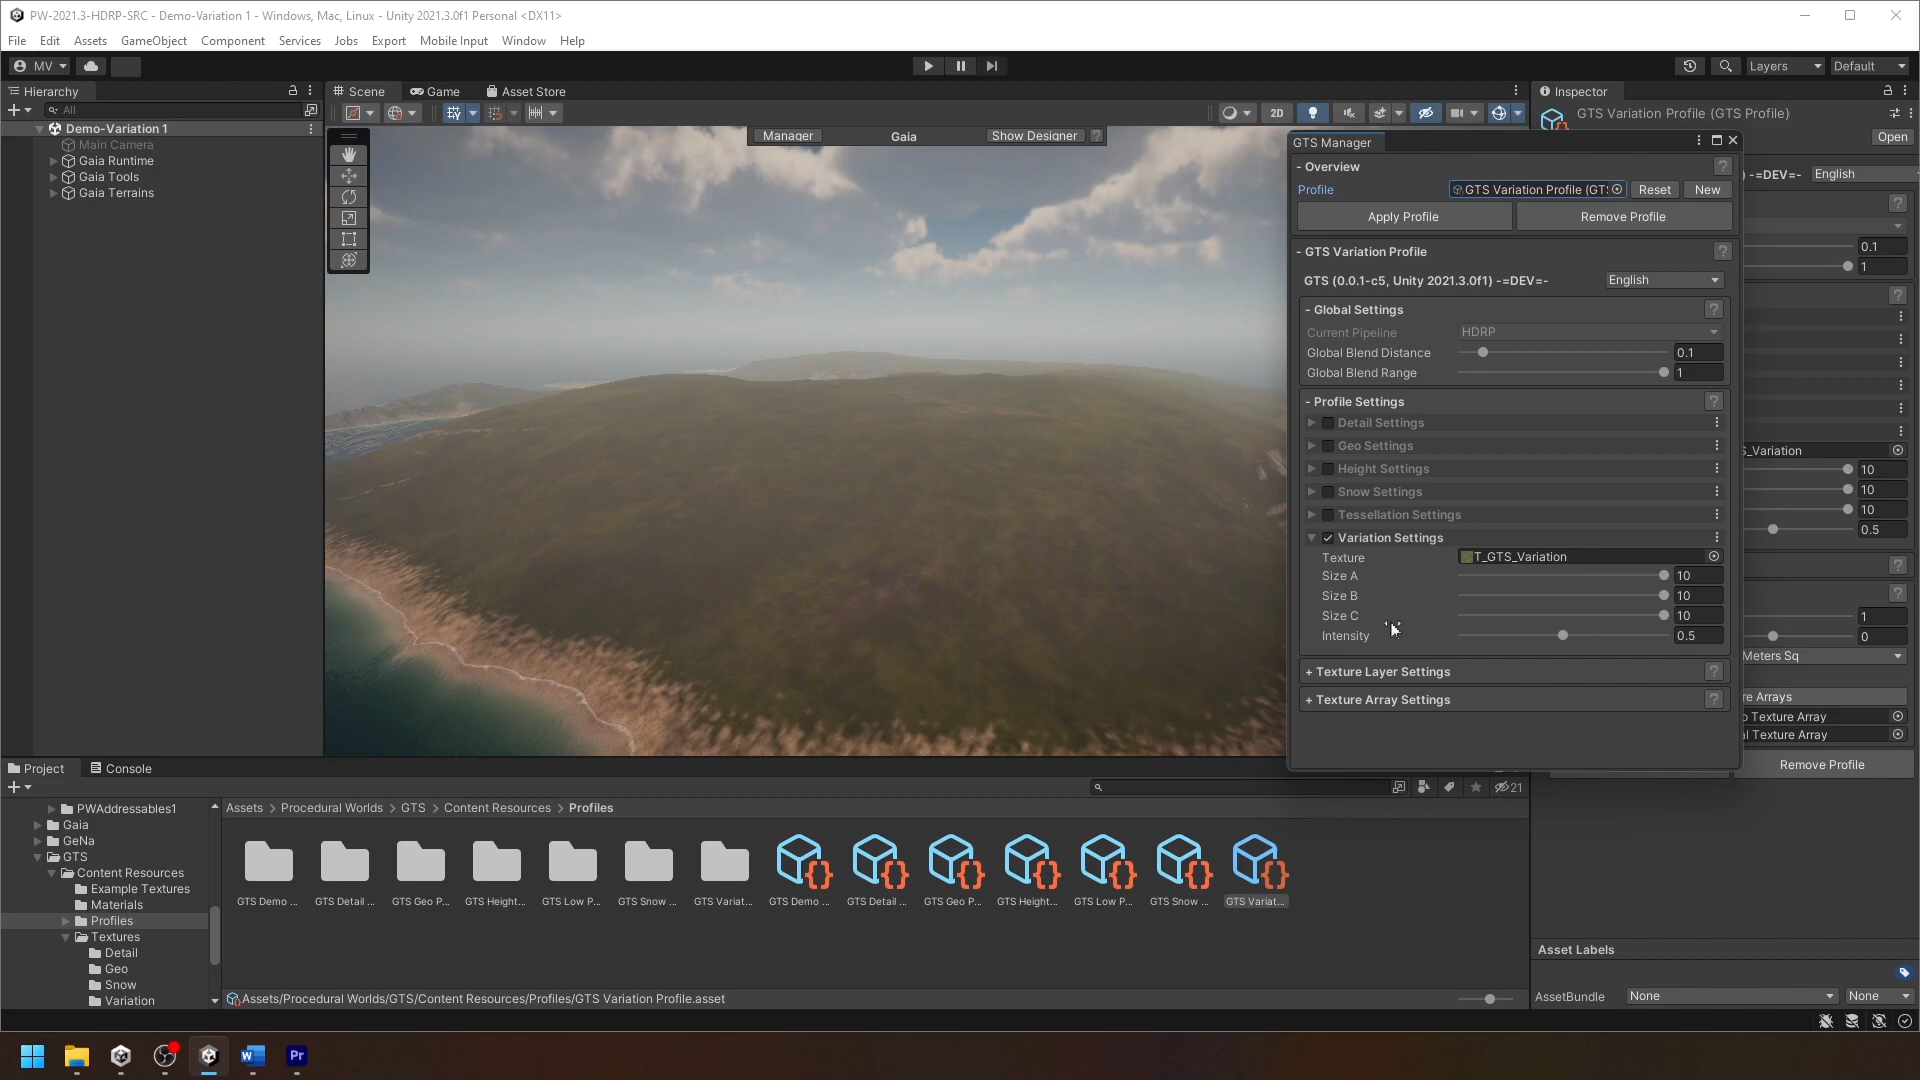 PW-2021.3-HDRP-SRC - Demo-Variation 1 - Windows, Mac, Linux - Unity 2021.3.0f1 Personal <DX11>
File Edit Assets GameObject Component Services Jobs Export Mobile Input Window Help
MV Layers Default
Hierarchy
All
Demo-Variation 1
Main Camera
Gaia Runtime
Gaia Tools
Gaia Terrains
Scene Game Asset Store
2D
Manager Gaia Show Designer ?
Inspector
GTS Variation Profile (GTS Profile)
Open
) -=DEV=- English
?
0.1
1
?
S_Variation
10
10
10
0.5
?
?
1
0
Meters Sq
re Arrays
o Texture Array
al Texture Array
Remove Profile
GTS Manager
- Overview ?
Profile GTS Variation Profile (GTS Reset New
Apply Profile Remove Profile
- GTS Variation Profile ?
GTS (0.0.1-c5, Unity 2021.3.0f1) -=DEV=- English
- Global Settings ?
Current Pipeline HDRP
Global Blend Distance 0.1
Global Blend Range 1
- Profile Settings ?
Detail Settings
Geo Settings
Height Settings
Snow Settings
Tessellation Settings
Variation Settings
Texture T_GTS_Variation
Size A 10
Size B 10
Size C 10
Intensity 0.5
+ Texture Layer Settings ?
+ Texture Array Settings ?
Project Console
21
PWAddressables1
Gaia
GeNa
GTS
Content Resources
Example Textures
Materials
Profiles
Textures
Detail
Geo
Snow
Variation
Assets > Procedural Worlds > GTS > Content Resources > Profiles
GTS Demo ... GTS Detail ... GTS Geo P... GTS Height... GTS Low P... GTS Snow ... GTS Variat... GTS Demo ... GTS Detail ... GTS Geo P... GTS Height... GTS Low P... GTS Snow ... GTS Variat...
Assets/Procedural Worlds/GTS/Content Resources/Profiles/GTS Variation Profile.asset
Asset Labels
AssetBundle None None
W Pr